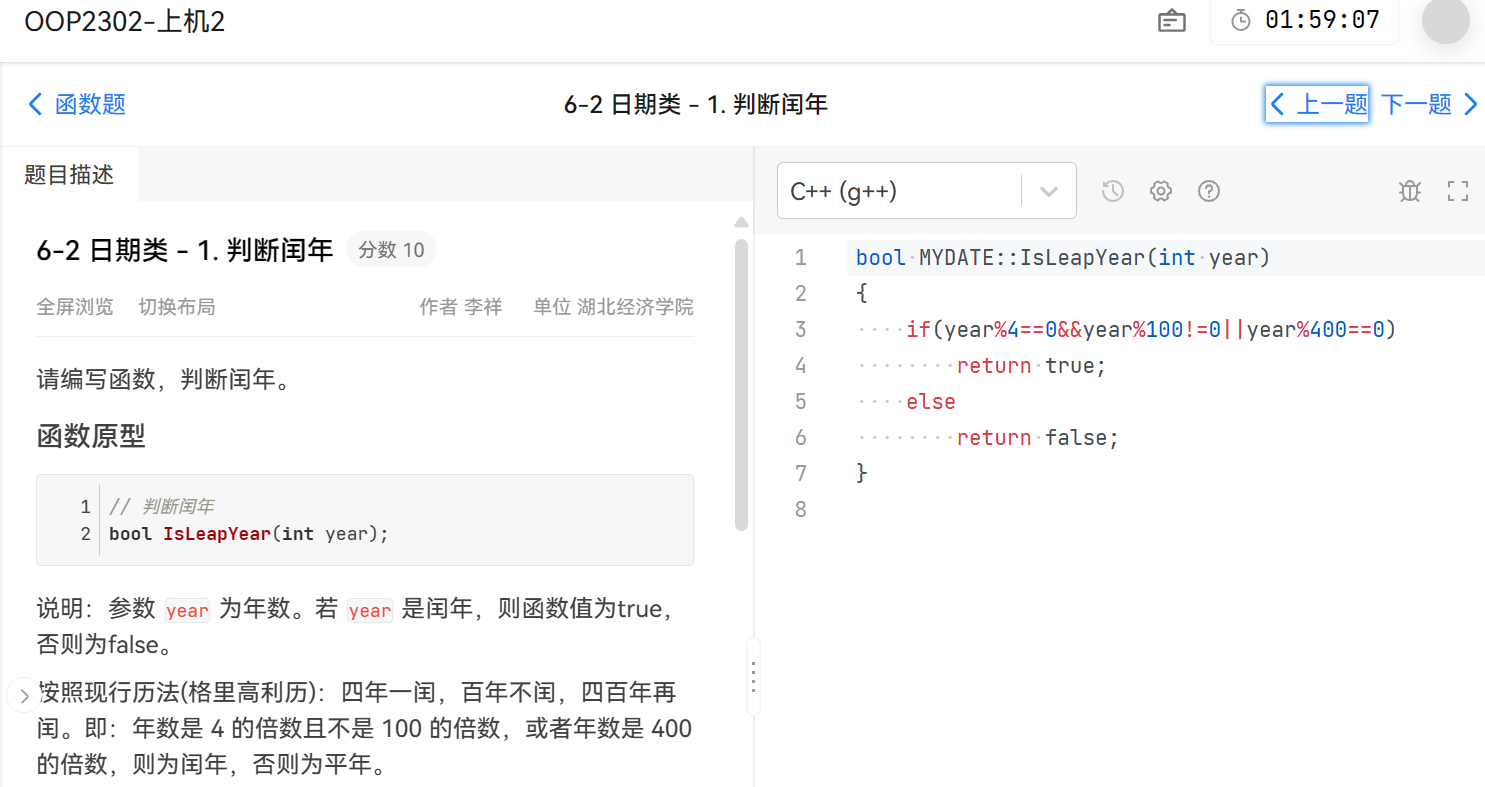 OOP2302-上机2
01:59:07
函数题
6-2 日期类 - 1. 判断闰年
上一题
下一题
题目描述
6-2 日期类 - 1. 判断闰年
分数 10
全屏浏览 切换布局
作者 李祥
单位 湖北经济学院
请编写函数，判断闰年。
函数原型
1 // 判断闰年
2 bool IsLeapYear(int year);
说明：参数 year 为年数。若 year 是闰年，则函数值为true，
否则为false。
按照现行历法(格里高利历)：四年一闰，百年不闰，四百年再
闰。即：年数是 4 的倍数且不是 100 的倍数，或者年数是 400
的倍数，则为闰年，否则为平年。
C++ (g++)
1 bool MYDATE::IsLeapYear(int year)
2 {
3     if(year%4==0&&year%100!=0||year%400==0)
4         return true;
5     else
6         return false;
7 }
8